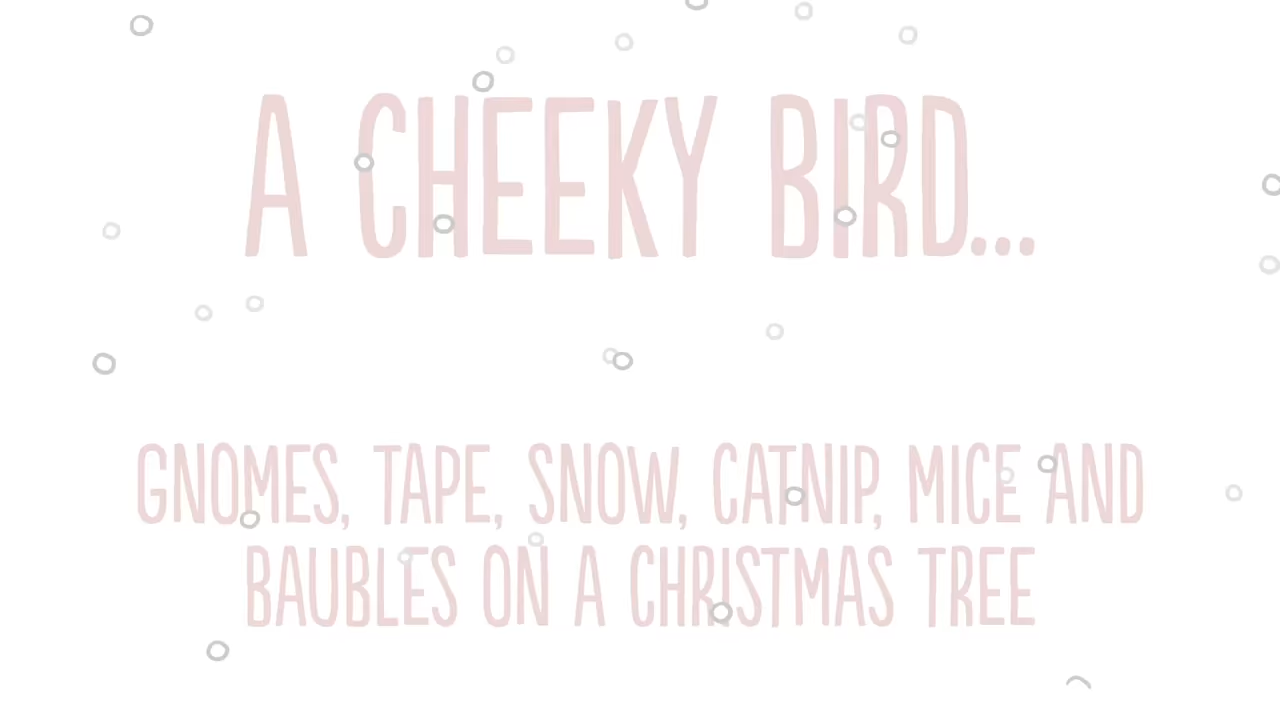 A CHEEKY BIRD...
GNOMES, TAPE, SNOW, CATNIP, MICE AND
BAUBLES ON A CHRISTMAS TREE